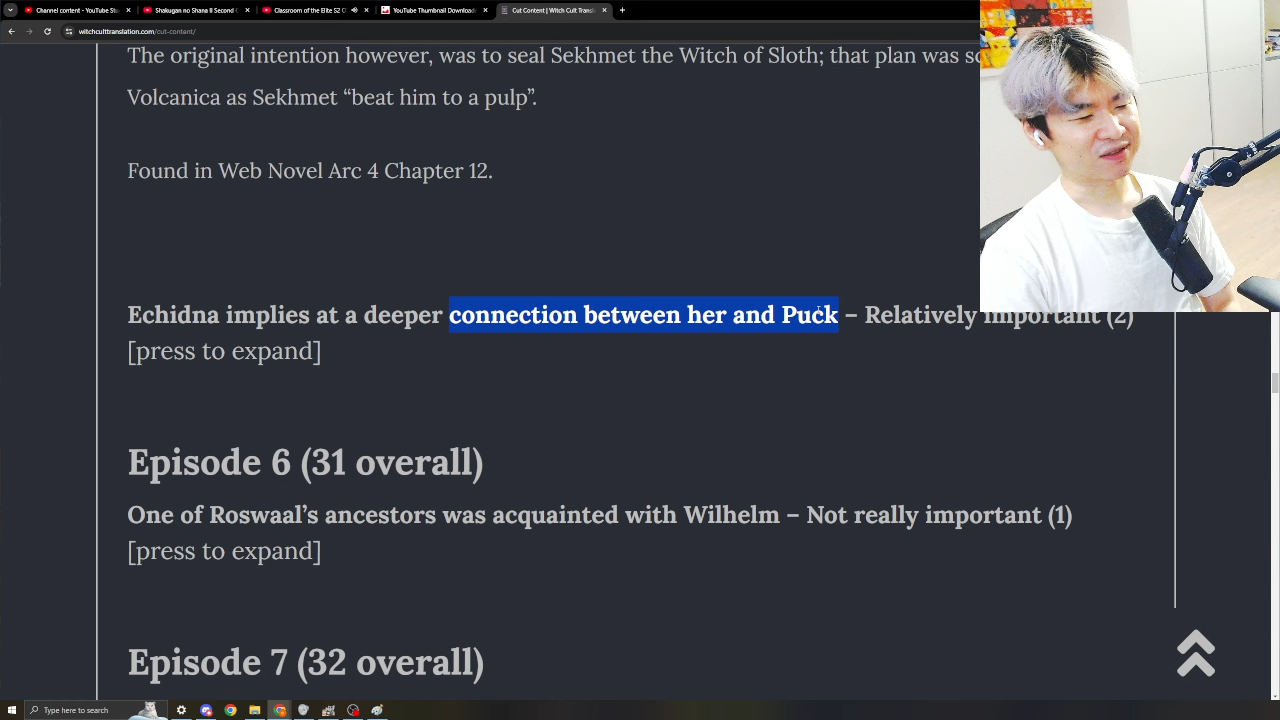 Channel content - YouTube Stu
Shakugan no Shana II Second
Classroom of the Elite S2
YouTube Thumbnail Download
Cut Content | Witch Cult Transl
witchculttranslation.com/cut-content/
The original intention however, was to seal Sekhmet the Witch of Sloth; that plan was
Volcanica as Sekhmet “beat him to a pulp”.
Found in Web Novel Arc 4 Chapter 12.
Echidna implies at a deeper connection between her and Puck – Relatively important (2)
[press to expand]
Episode 6 (31 overall)
One of Roswaal’s ancestors was acquainted with Wilhelm – Not really important (1)
[press to expand]
Episode 7 (32 overall)
Type here to search